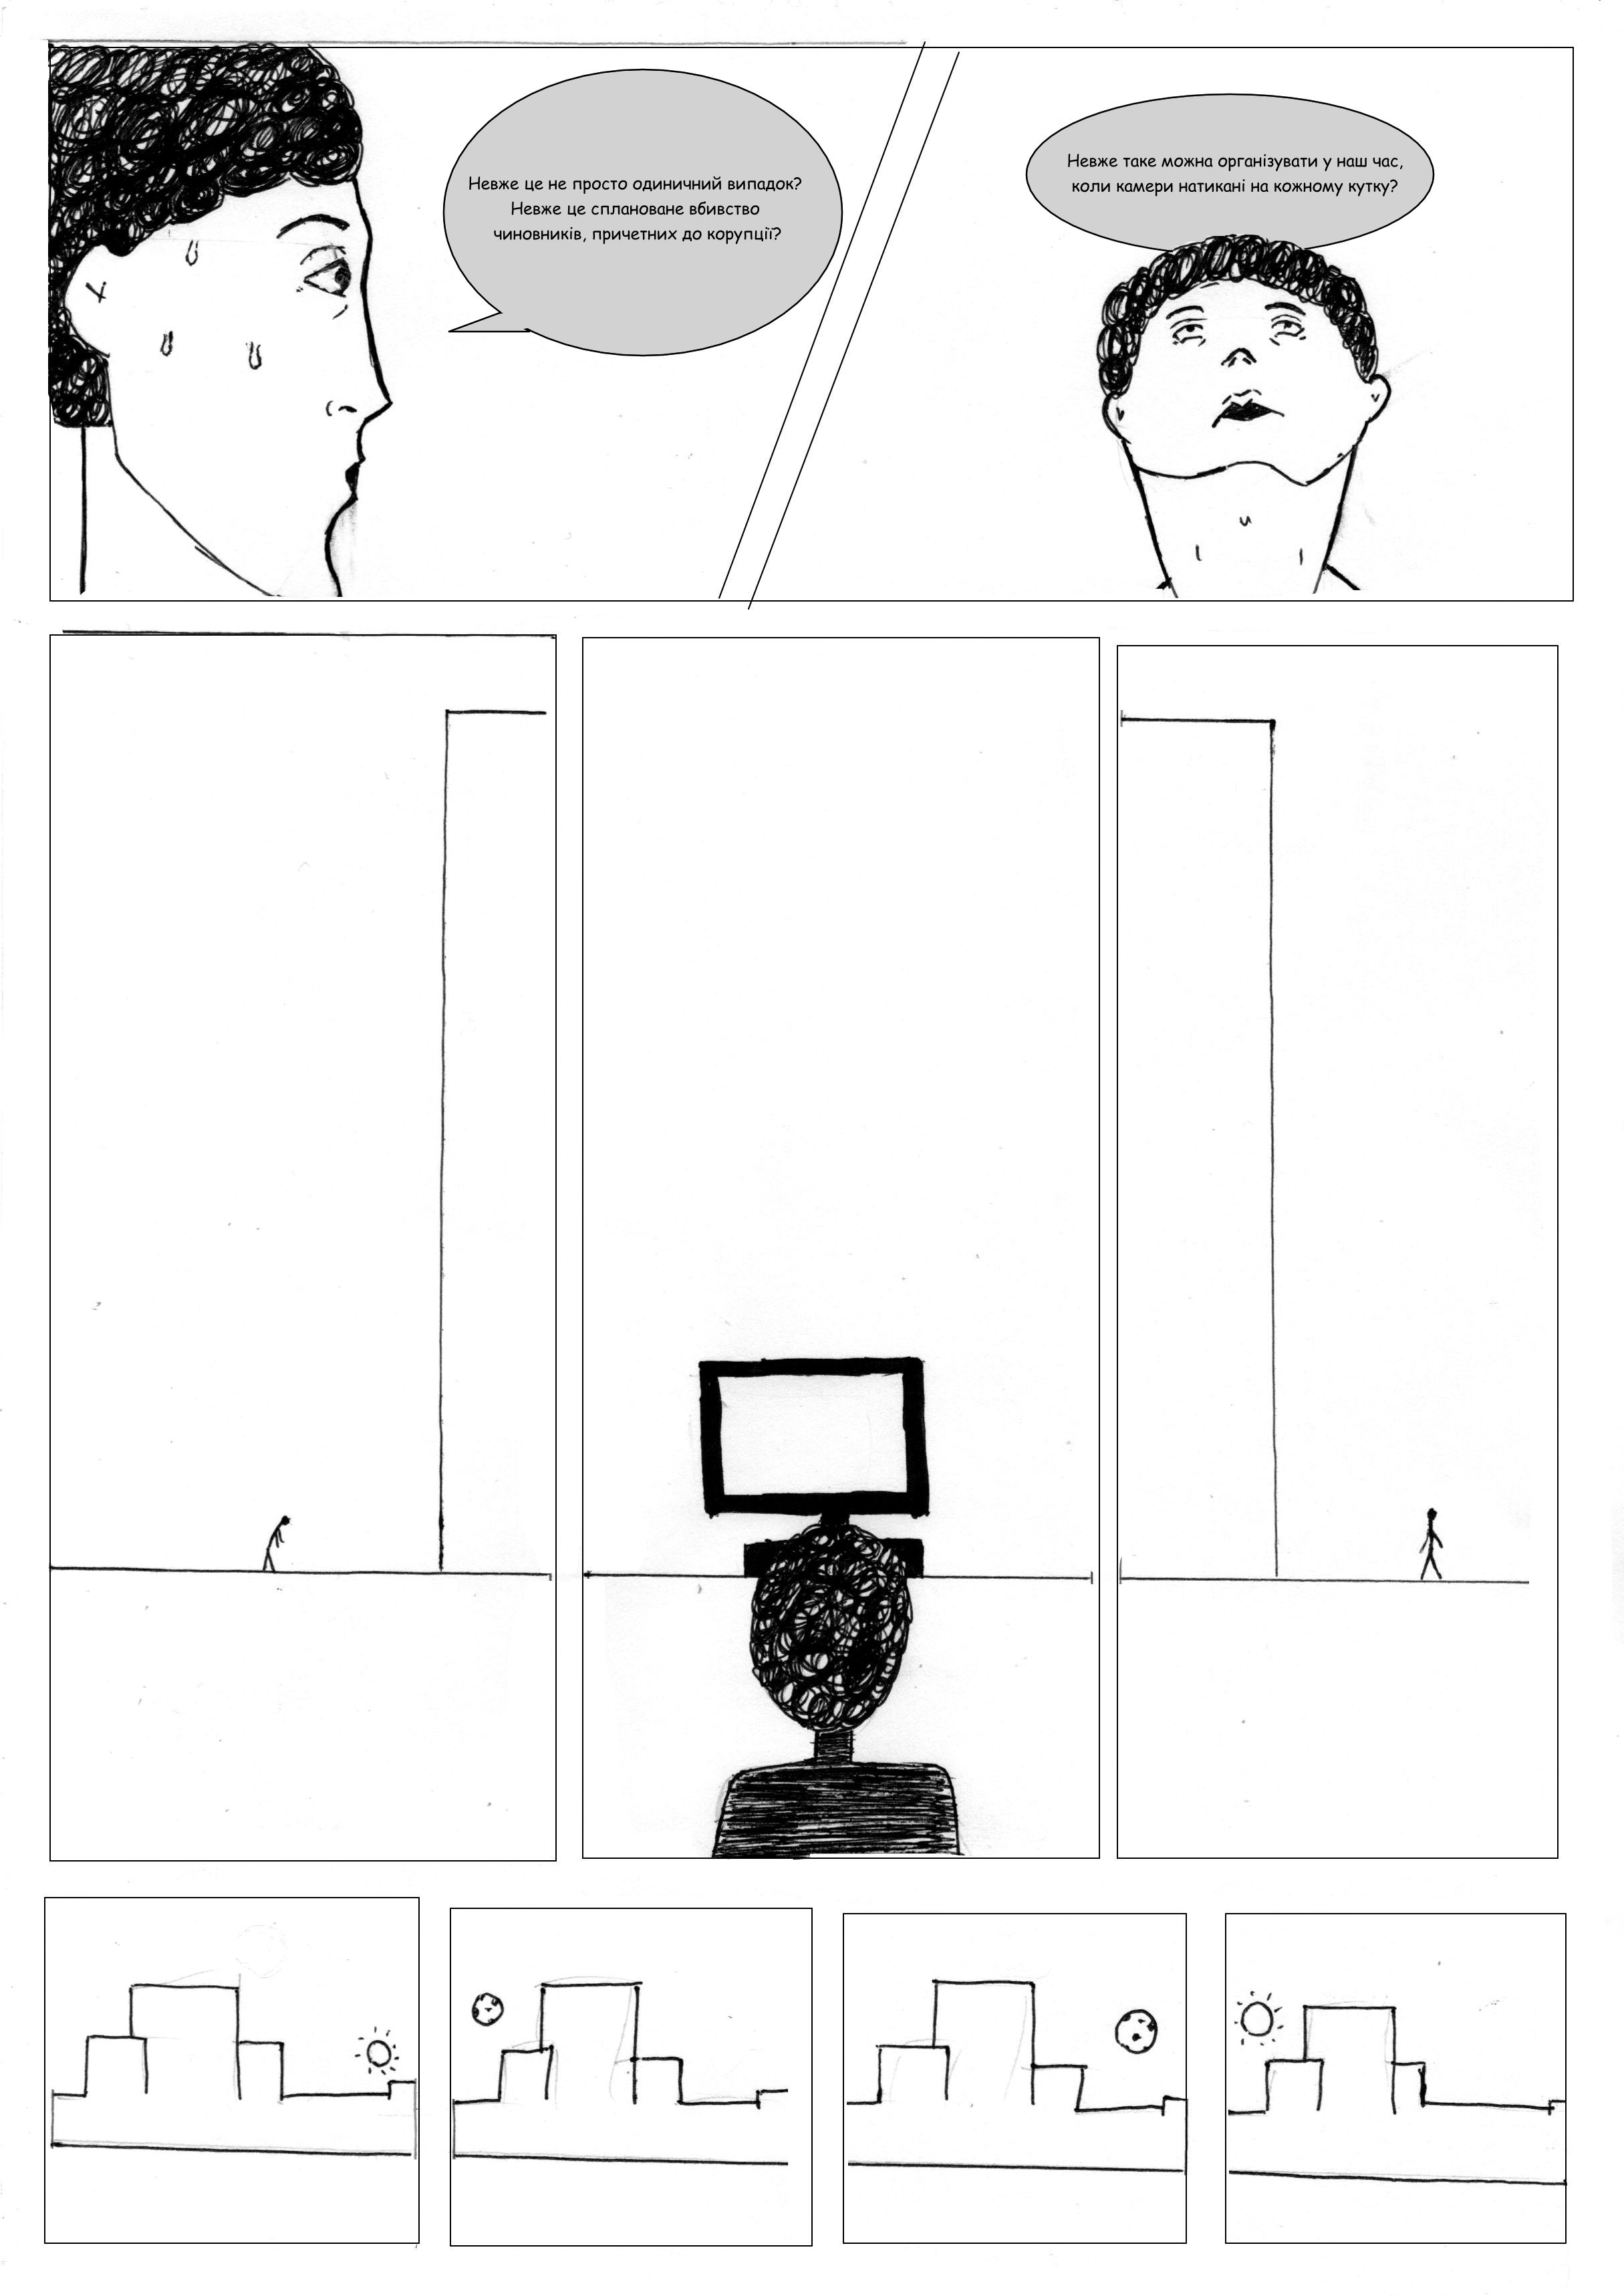 Невже це не просто одиничний випадок?
Невже це сплановане вбивство
чиновників, причетних до корупції?
Невже таке можна організувати у наш час,
коли камери натикані на кожному кутку?